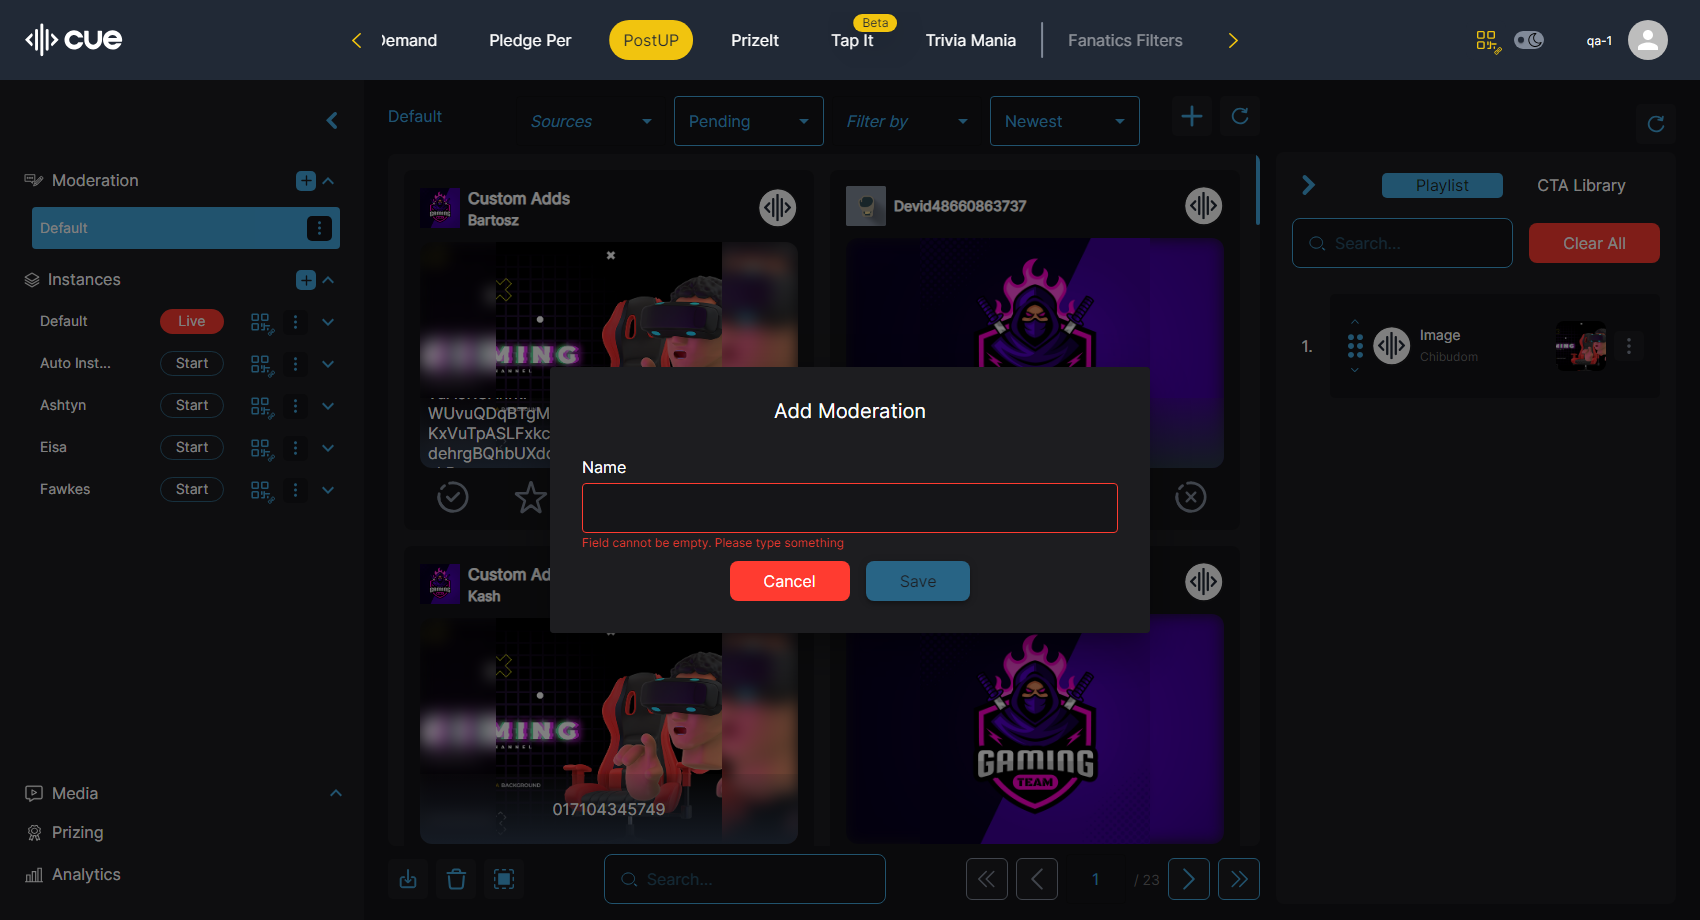 cue
Demand
Pledge Per
PostUP
PrizeIt
Beta
Tap It
Trivia Mania
Fanatics Filters
qa-1
Moderation
Default
Instances
Default
Live
Auto Inst...
Start
Ashtyn
Start
Eisa
Start
Fawkes
Start
Media
Prizing
Analytics
Default
Sources
Pending
Filter by
Newest
Custom Adds
Bartosz
WUvuQDqBTgM
KxVuTpASLFxkc
Devid48660863737
Add Moderation
Name
Field cannot be empty. Please type something
Cancel
Save
Custom Ad
Kash
MING
BACKGROUND
017104345749
GAMING
TEAM
Search...
1
/ 23
Playlist
CTA Library
Search...
Clear All
1.
Image
Chibudom